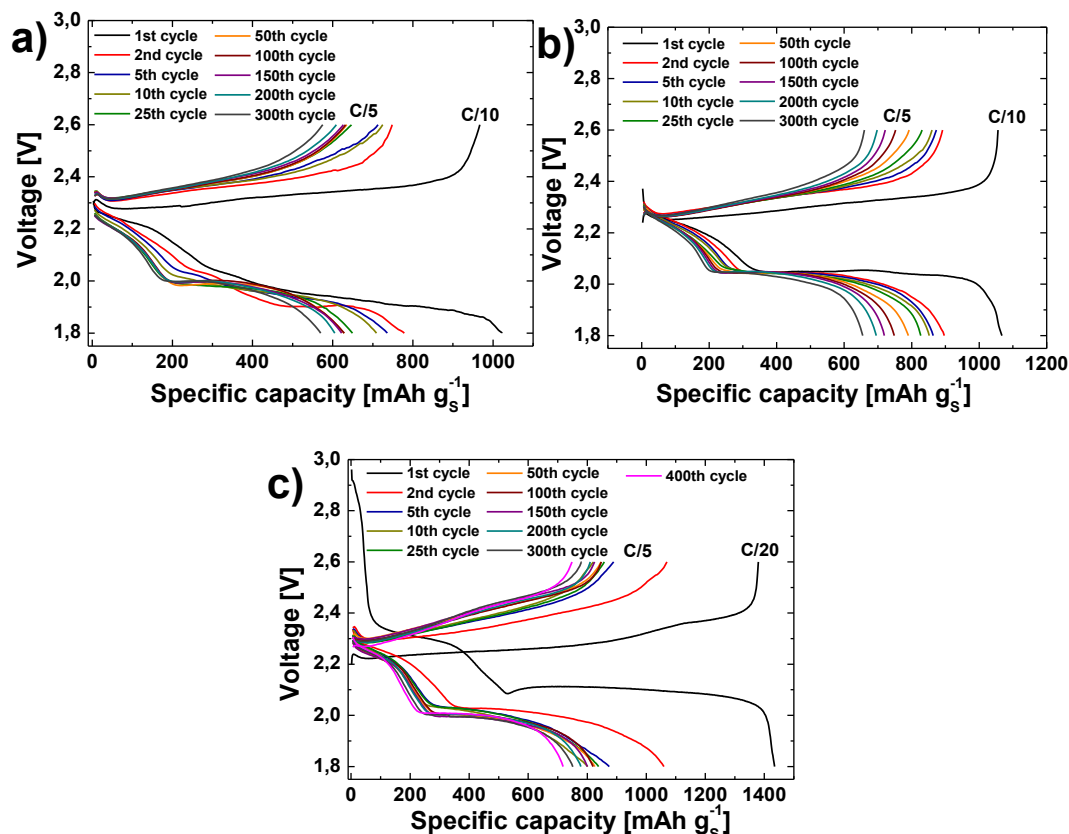 a)
3,0
2,8
2,6
2,4
2,2
2,0
1,8
Voltage [V]
1st cycle
2nd cycle
5th cycle
10th cycle
25th cycle
50th cycle
100th cycle
150th cycle
200th cycle
300th cycle
C/5
C/10
0 200 400 600 800 1000
Specific capacity [mAh g_S^-1]
b)
3,0
2,8
2,6
2,4
2,2
2,0
1,8
Voltage [V]
1st cycle
2nd cycle
5th cycle
10th cycle
25th cycle
50th cycle
100th cycle
150th cycle
200th cycle
300th cycle
C/5
C/10
0 200 400 600 800 1000 1200
Specific capacity [mAh g_S^-1]
c)
3,0
2,8
2,6
2,4
2,2
2,0
1,8
Voltage [V]
1st cycle
2nd cycle
5th cycle
10th cycle
25th cycle
50th cycle
100th cycle
150th cycle
200th cycle
300th cycle
400th cycle
C/5
C/20
0 200 400 600 800 1000 1200 1400
Specific capacity [mAh g_S^-1]